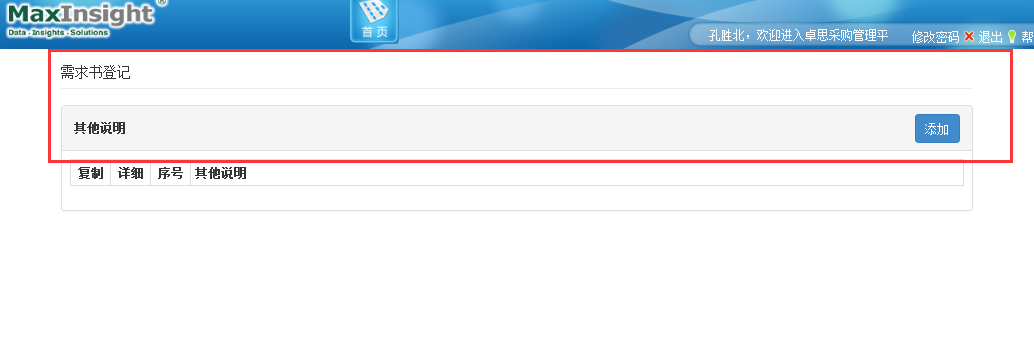 MaxInsight®
Data·Insights·Solutions
首页
孔胜北，欢迎进入卓思采购管理平
修改密码
退出
帮
需求书登记
其他说明
添加
复制 详细 序号 其他说明